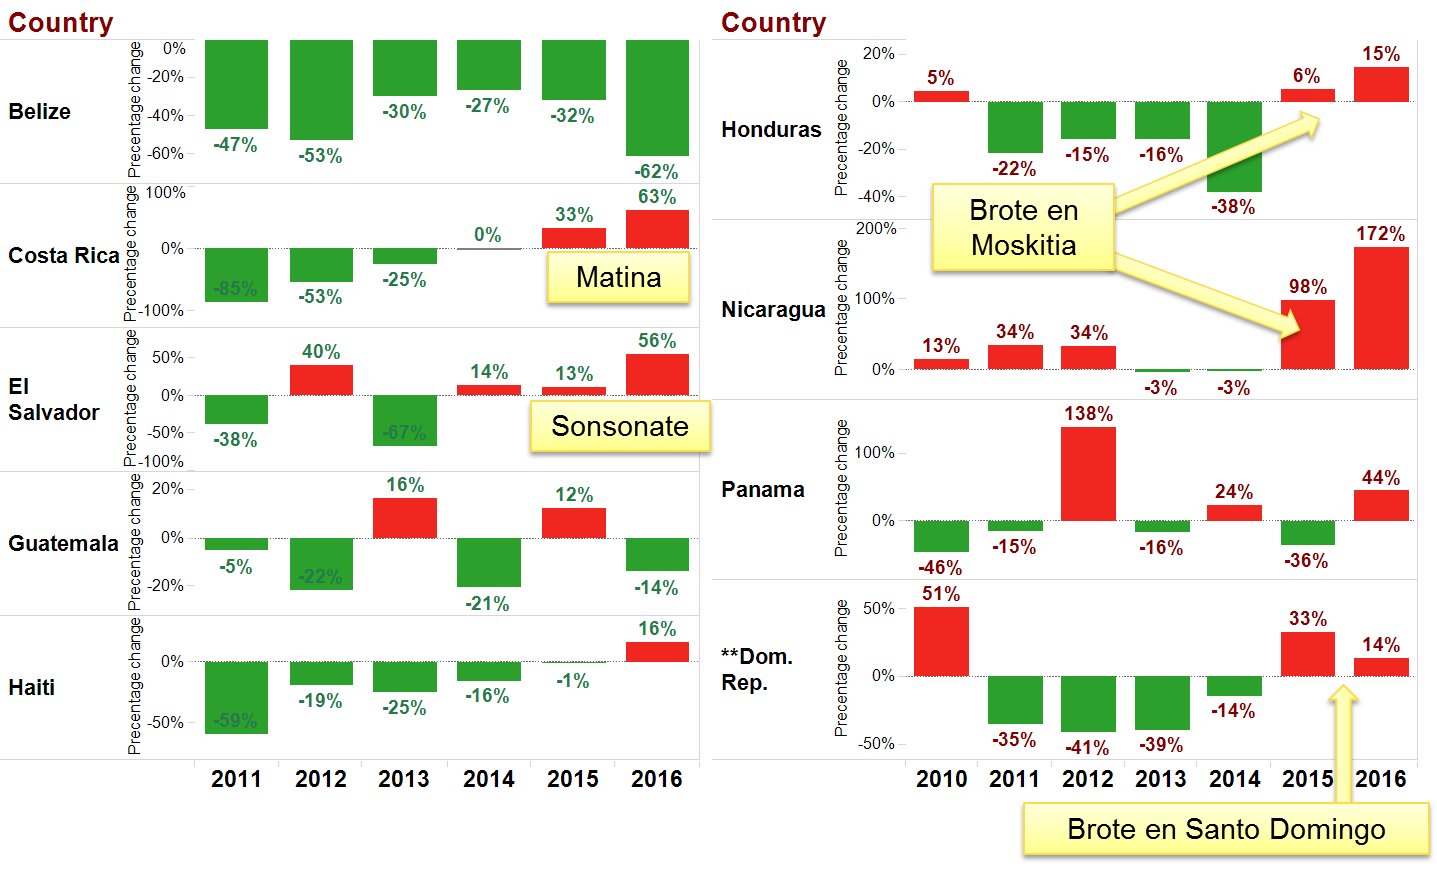 Country
Belize
Precentage change
0%
-20%
-40%
-60%
-47%
-53%
-30%
-27%
-32%
-62%
Costa Rica
Precentage change
100%
0%
-100%
-85%
-53%
-25%
0%
33%
63%
Matina
El
Salvador
Precentage change
50%
0%
-50%
-100%
-38%
40%
-67%
14%
13%
56%
Sonsonate
Guatemala
Precentage change
20%
0%
-20%
-5%
-22%
16%
-21%
12%
-14%
Haiti
Precentage change
0%
-50%
-59%
-19%
-25%
-16%
-1%
16%
2011 2012 2013 2014 2015 2016
Country
Honduras
Precentage change
20%
0%
-20%
-40%
5%
-22%
-15%
-16%
-38%
6%
15%
Brote en
Moskitia
Nicaragua
Precentage change
200%
100%
0%
13%
34%
34%
-3%
-3%
98%
172%
Panama
Precentage change
100%
0%
-46%
-15%
138%
-16%
24%
-36%
44%
**Dom.
Rep.
Precentage change
50%
0%
-50%
51%
-35%
-41%
-39%
-14%
33%
14%
2010 2011 2012 2013 2014 2015 2016
Brote en Santo Domingo